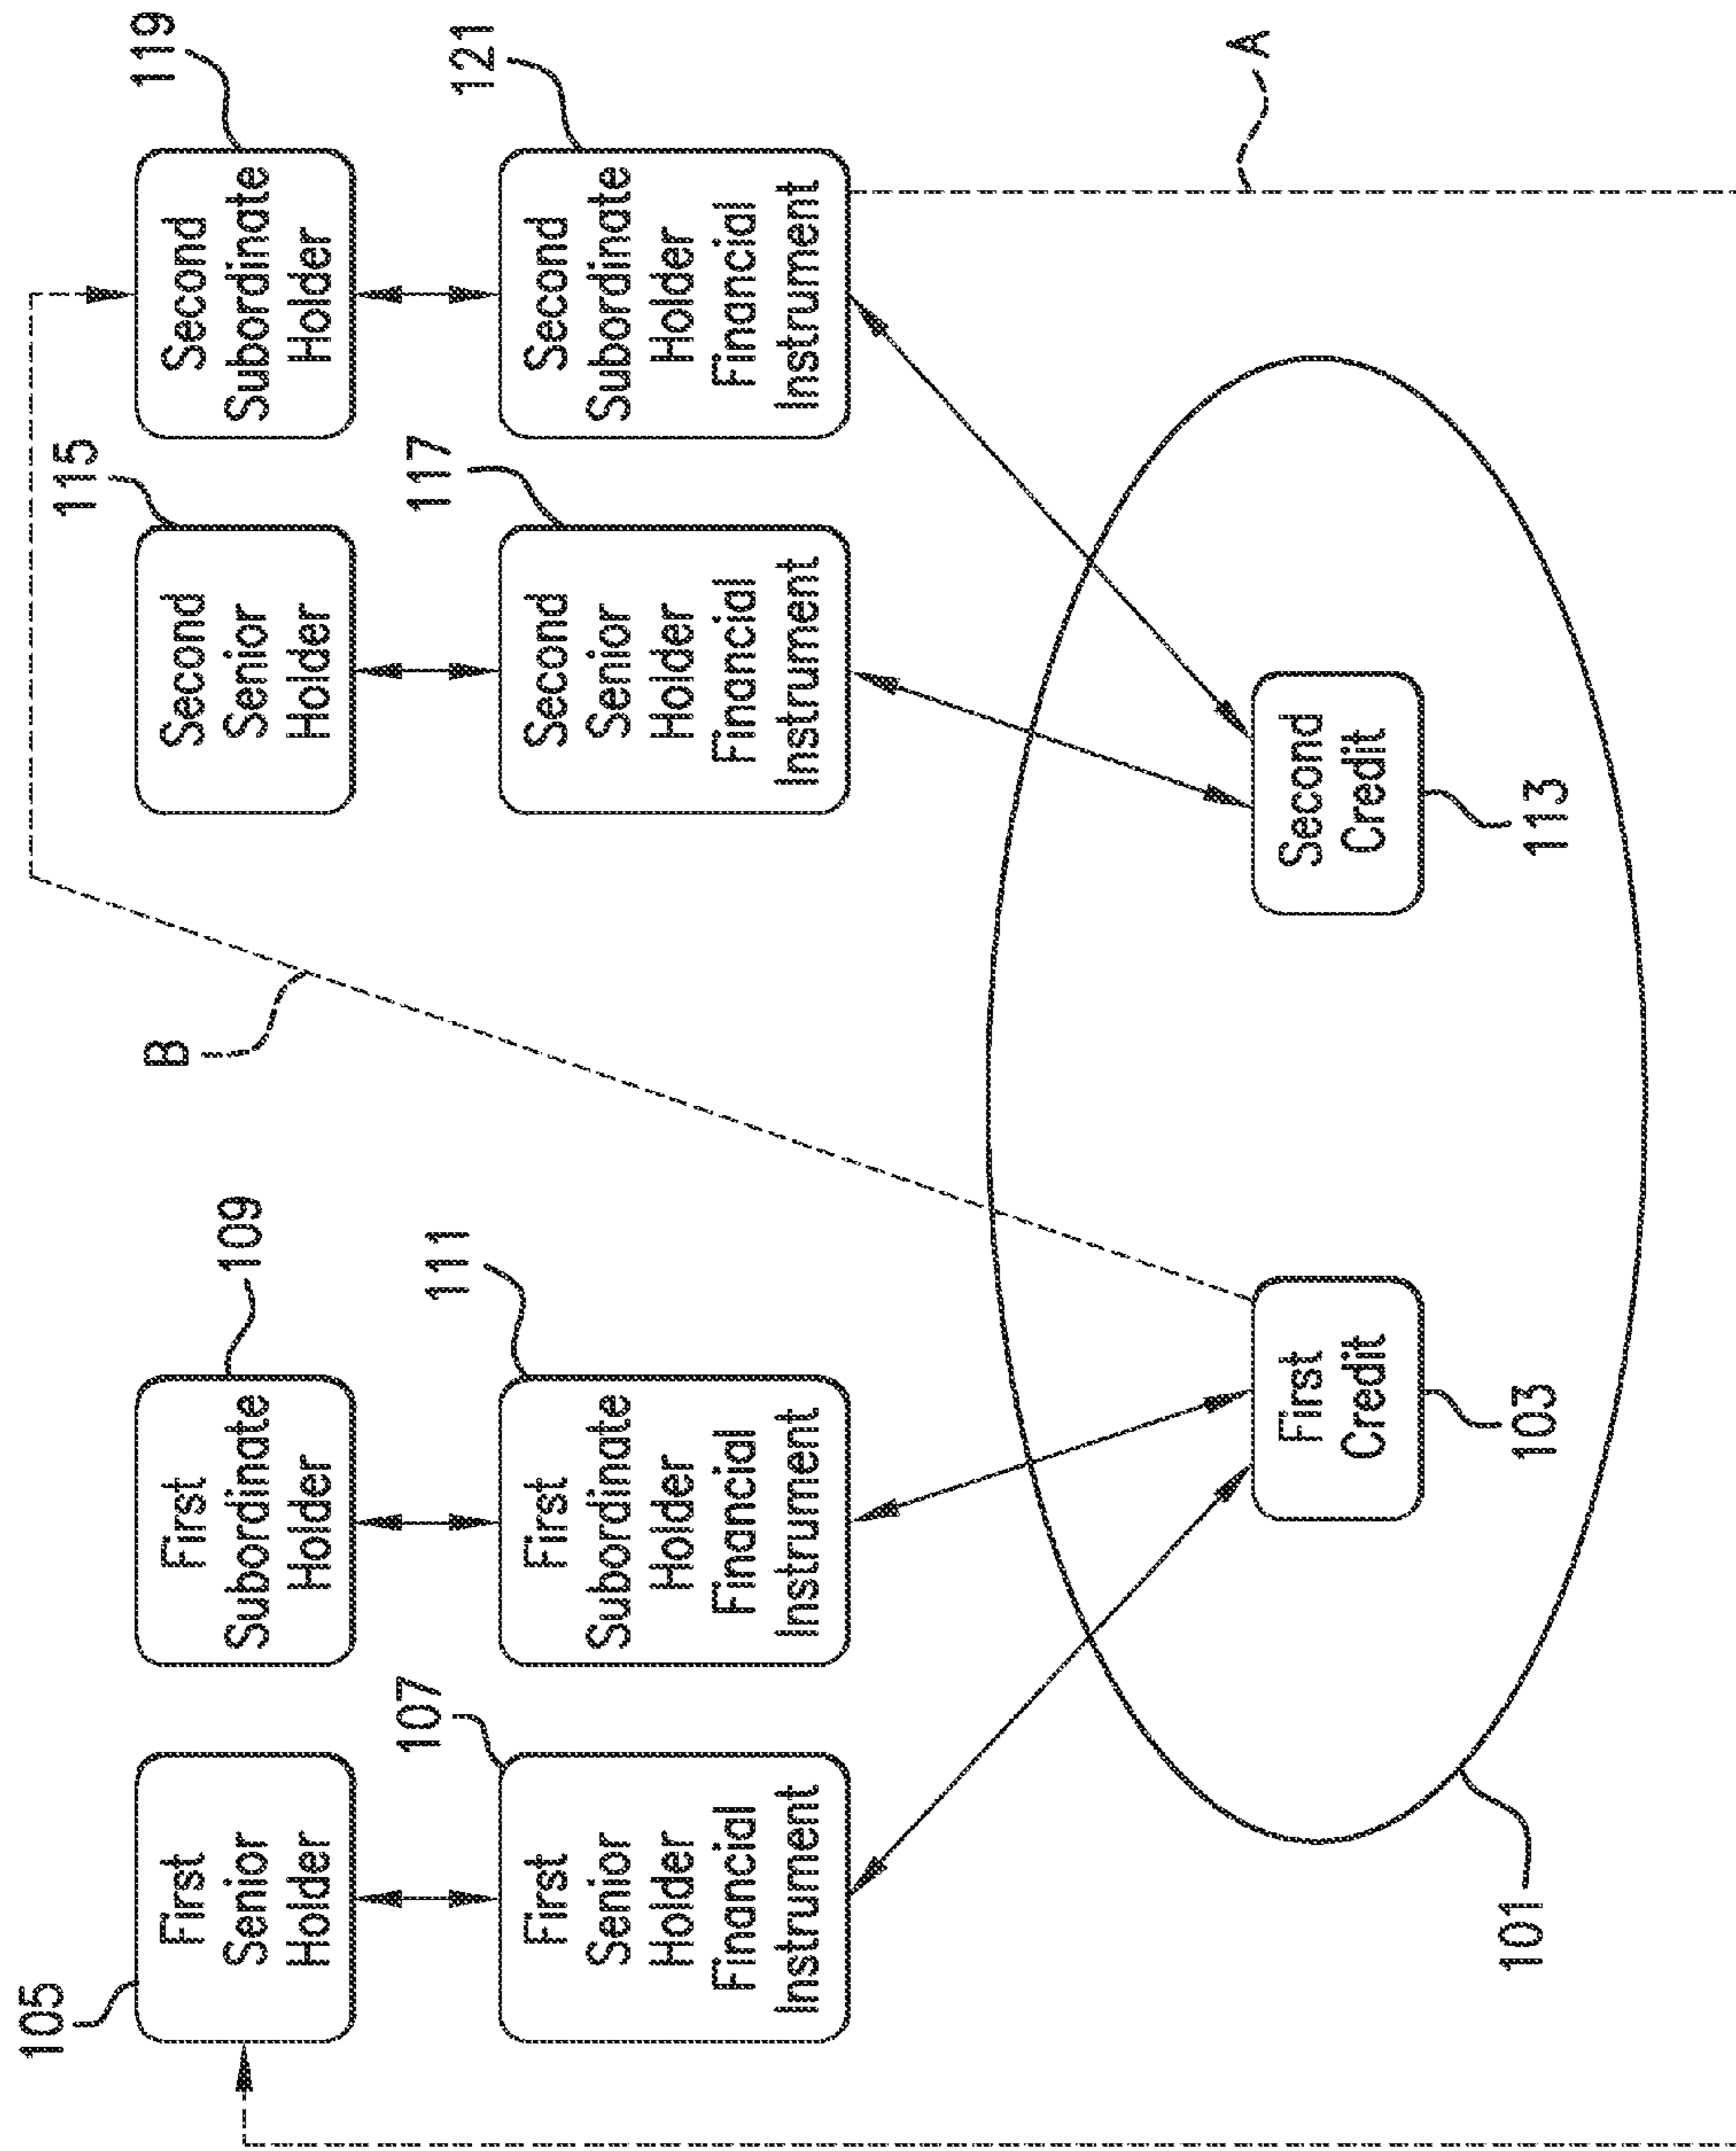 105
First
Senior
Holder
109
First
Subordinate
Holder
B
115
Second
Senior
Holder
119
Second
Subordinate
Holder
107
First
Senior
Holder
Financial
Instrument
111
First
Subordinate
Holder
Financial
Instrument
117
Second
Senior
Holder
Financial
Instrument
121
Second
Subordinate
Holder
Financial
Instrument
A
First
Credit
103
Second
Credit
113
101